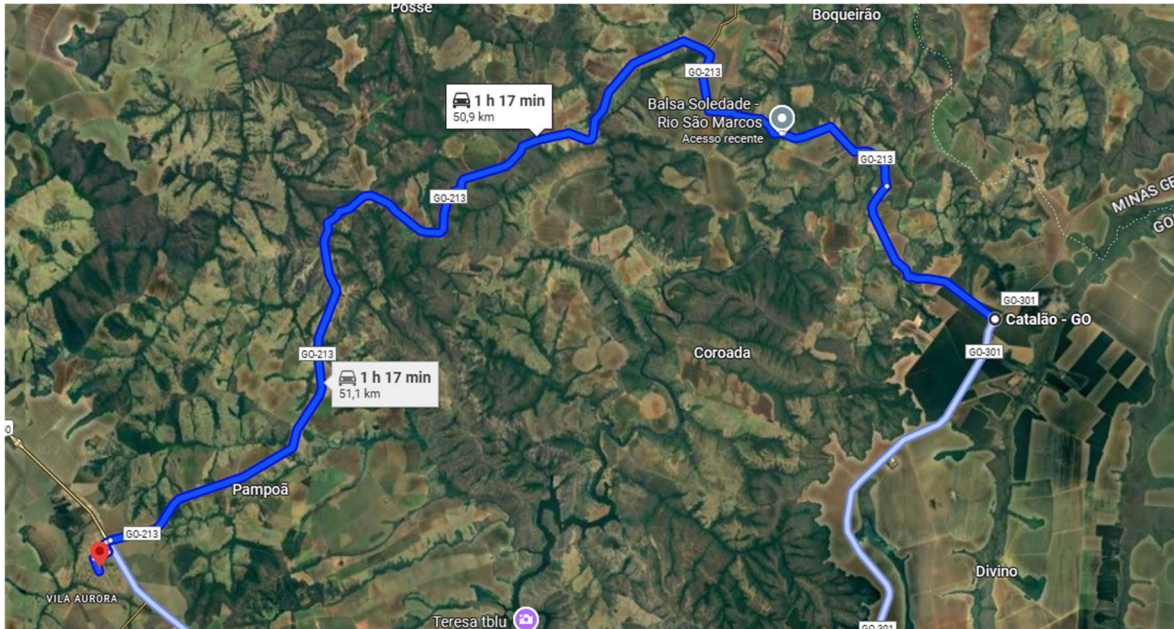 Posse
Boqueirão
GO-213
1 h 17 min
50,9 km
Balsa Soledade -
Rio São Marcos
Acesso recente
GO-213
GO-213
MINAS GE
GO
GO-301
Catalão - GO
GO-301
Coroada
GO-213
1 h 17 min
51,1 km
Pampoã
GO-213
Divino
VILA AURORA
Teresa tblu
GO-301